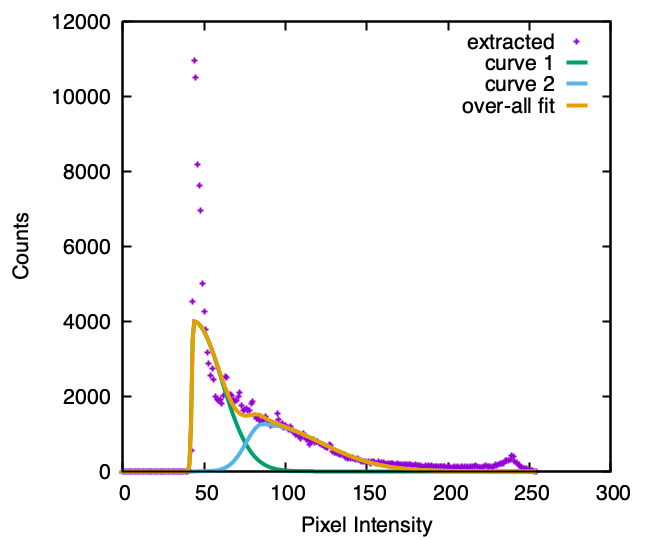 12000
10000
8000
6000
4000
2000
0
Counts
extracted
curve 1
curve 2
over-all fit
0 50 100 150 200 250 300
Pixel Intensity